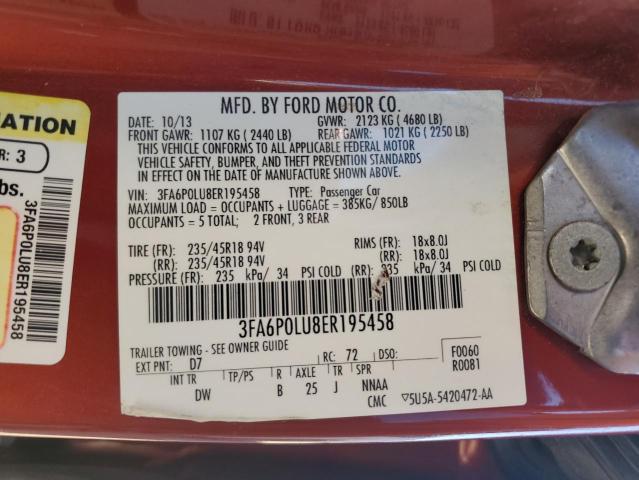 MFD. BY FORD MOTOR CO.
DATE: 10/13 GVWR: 2123 KG (4680 LB)
FRONT GAWR: 1107 KG (2440 LB) REAR GAWR: 1021 KG (2250 LB)
THIS VEHICLE CONFORMS TO ALL APPLICABLE FEDERAL MOTOR
VEHICLE SAFETY, BUMPER, AND THEFT PREVENTION STANDARDS
IN EFFECT ON THE DATE OF MANUFACTURE SHOWN ABOVE.
VIN: 3FA6P0LU8ER195458 TYPE: Passenger Car
MAXIMUM LOAD = OCCUPANTS + LUGGAGE = 385KG/ 850LB
OCCUPANTS = 5 TOTAL; 2 FRONT, 3 REAR
TIRE (FR): 235/45R18 94V RIMS (FR): 18x8.0J
(RR): 235/45R18 94V (RR): 18x8.0J
PRESSURE (FR): 235 kPa/ 34 PSI COLD (RR): 235 kPa/ 34 PSI COLD
3FA6P0LU8ER195458
TRAILER TOWING - SEE OWNER GUIDE
EXT PNT: D7 RC: 72 DSO: F0060
R0081
INT TR TP/PS R AXLE TR SPR
DW B 25 J NNAA
CMC ▽5U5A-5420472-AA
MATION
R: 3
lbs.
3FA6P0LU8ER195458